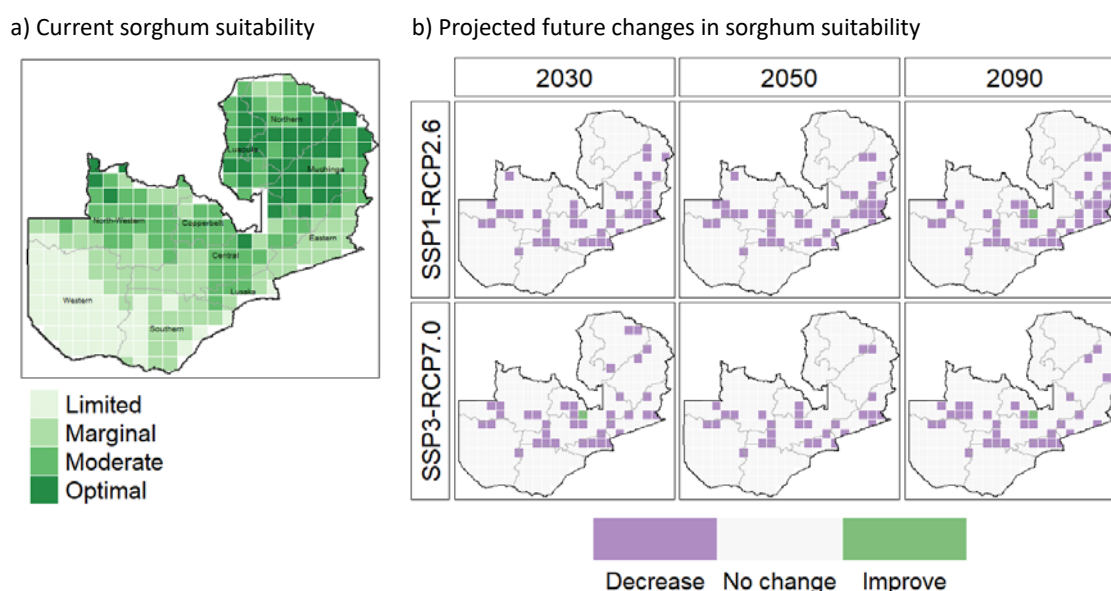 a) Current sorghum suitability
Northern
Luapula
Muchinga
North-Western
Copperbelt
Eastern
Central
Lusaka
Western
Southern
Limited
Marginal
Moderate
Optimal
b) Projected future changes in sorghum suitability
2030
2050
2090
SSP1-RCP2.6
SSP3-RCP7.0
Decrease
No change
Improve